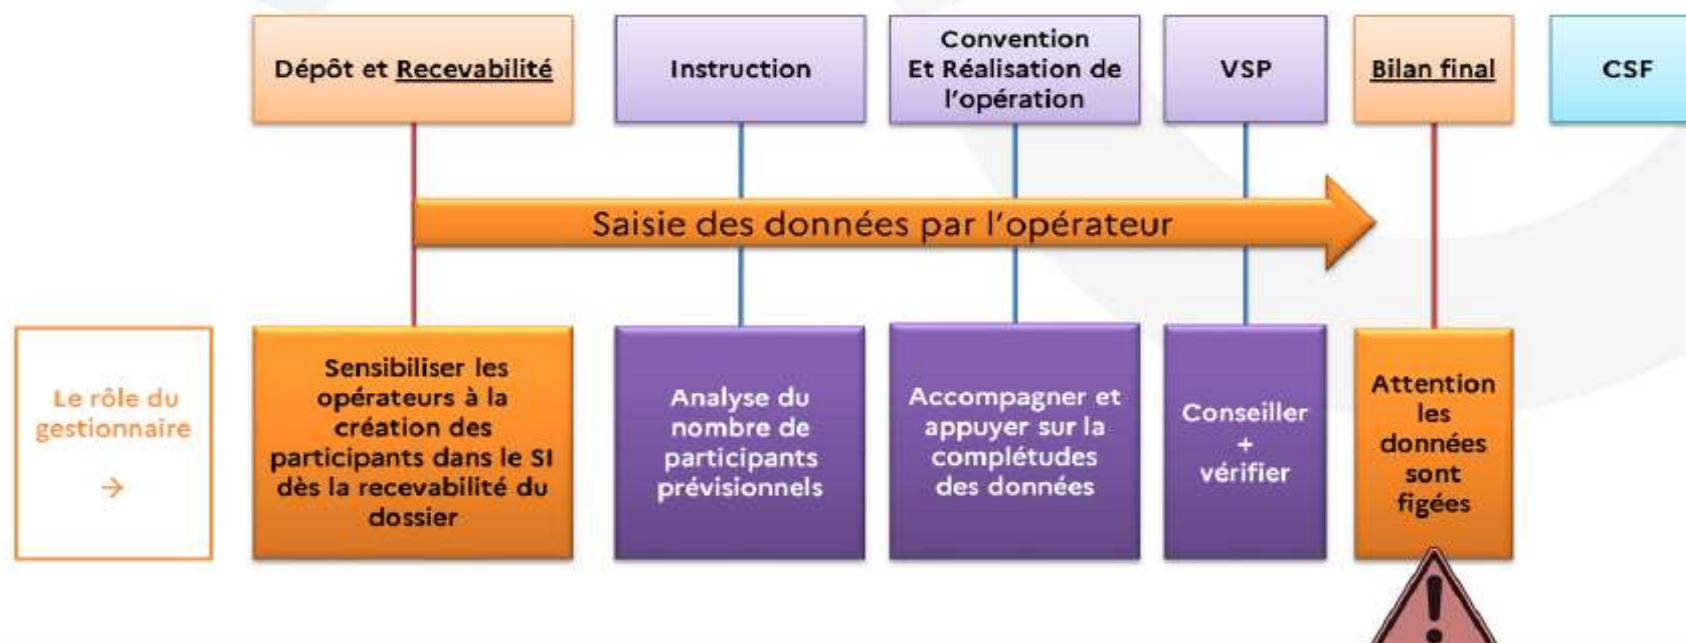 Dépôt et Recevabilité
Instruction
Convention
Et Réalisation de
l'opération
VSP
Bilan final
CSF
Saisie des données par l'opérateur
Le rôle du
gestionnaire
→
Sensibiliser les
opérateurs à la
création des
participants dans le SI
dès la recevabilité du
dossier
Analyse du
nombre de
participants
prévisionnels
Accompagner et
appuyer sur la
complétudes
des données
Conseiller
+
vérifier
Attention
les
données
sont
figées
!